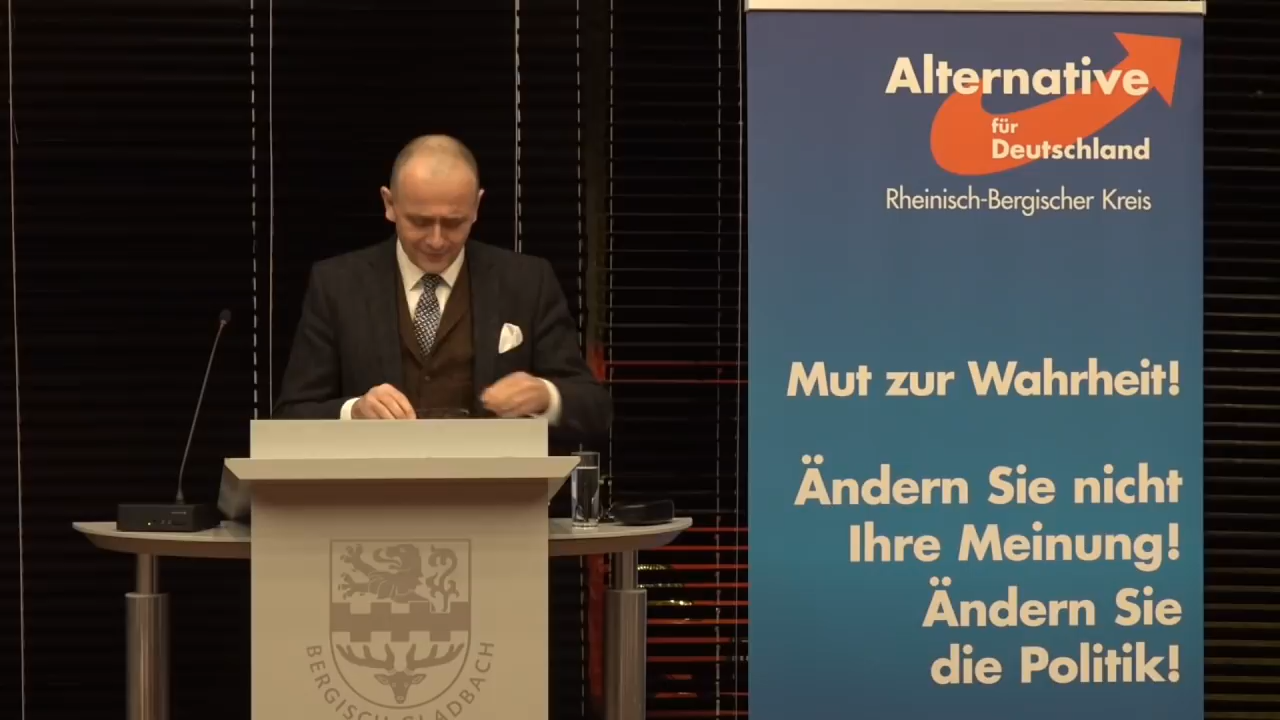 Alternative
für
Deutschland
Rheinisch-Bergischer Kreis
Mut zur Wahrheit!
Ändern Sie nicht
Ihre Meinung!
Ändern Sie
die Politik!
BERGISCH GLADBACH